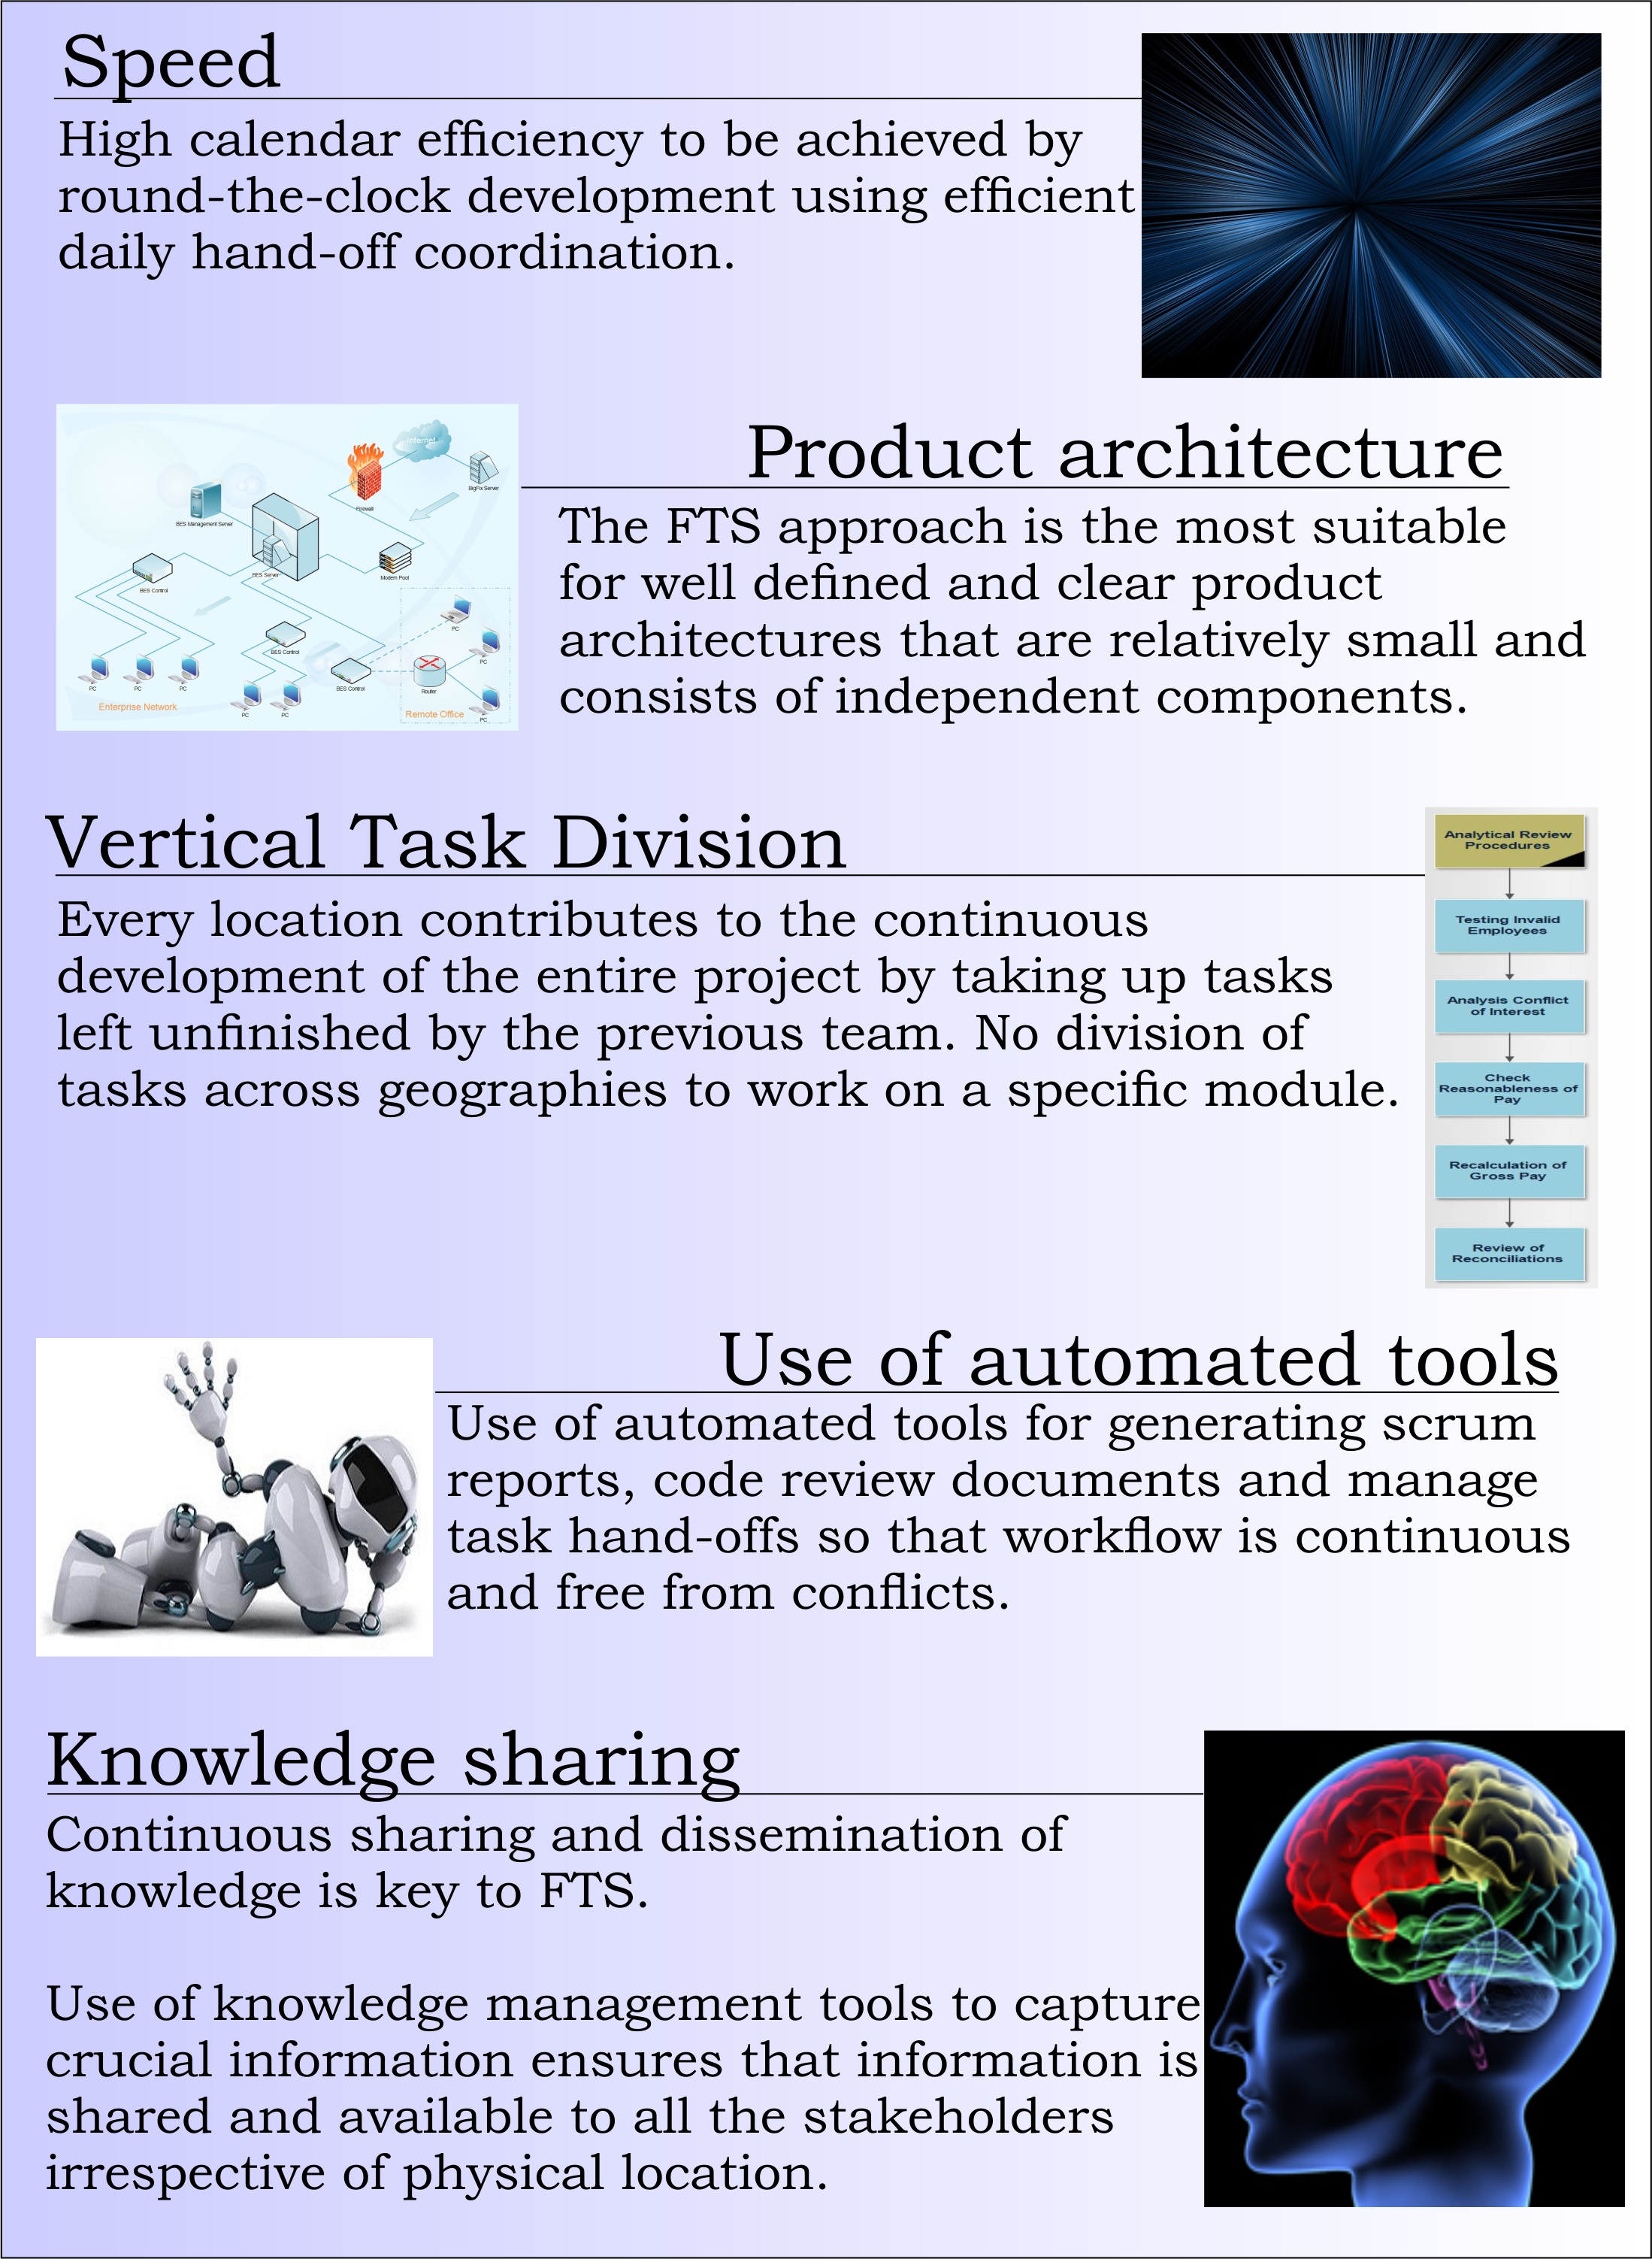 Speed
High calendar efficiency to be achieved by
round-the-clock development using efficient
daily hand-off coordination.
Internet
BigFix Server
Firewall
BES Management Server
BES Server
Modem Pool
BES Control
PC
BES Control
PC
BES Control
Router
PC
PC
PC
PC
PC
PC
Enterprise Network
Remote Office
Product architecture
The FTS approach is the most suitable
for well defined and clear product
architectures that are relatively small and
consists of independent components.
Vertical Task Division
Every location contributes to the continuous
development of the entire project by taking up tasks
left unfinished by the previous team. No division of
tasks across geographies to work on a specific module.
Analytical Review
Procedures
Testing Invalid
Employees
Analysis Conflict
of Interest
Check
Reasonableness of
Pay
Recalculation of
Gross Pay
Review of
Reconciliations
Use of automated tools
Use of automated tools for generating scrum
reports, code review documents and manage
task hand-offs so that workflow is continuous
and free from conflicts.
Knowledge sharing
Continuous sharing and dissemination of
knowledge is key to FTS.
Use of knowledge management tools to capture
crucial information ensures that information is
shared and available to all the stakeholders
irrespective of physical location.